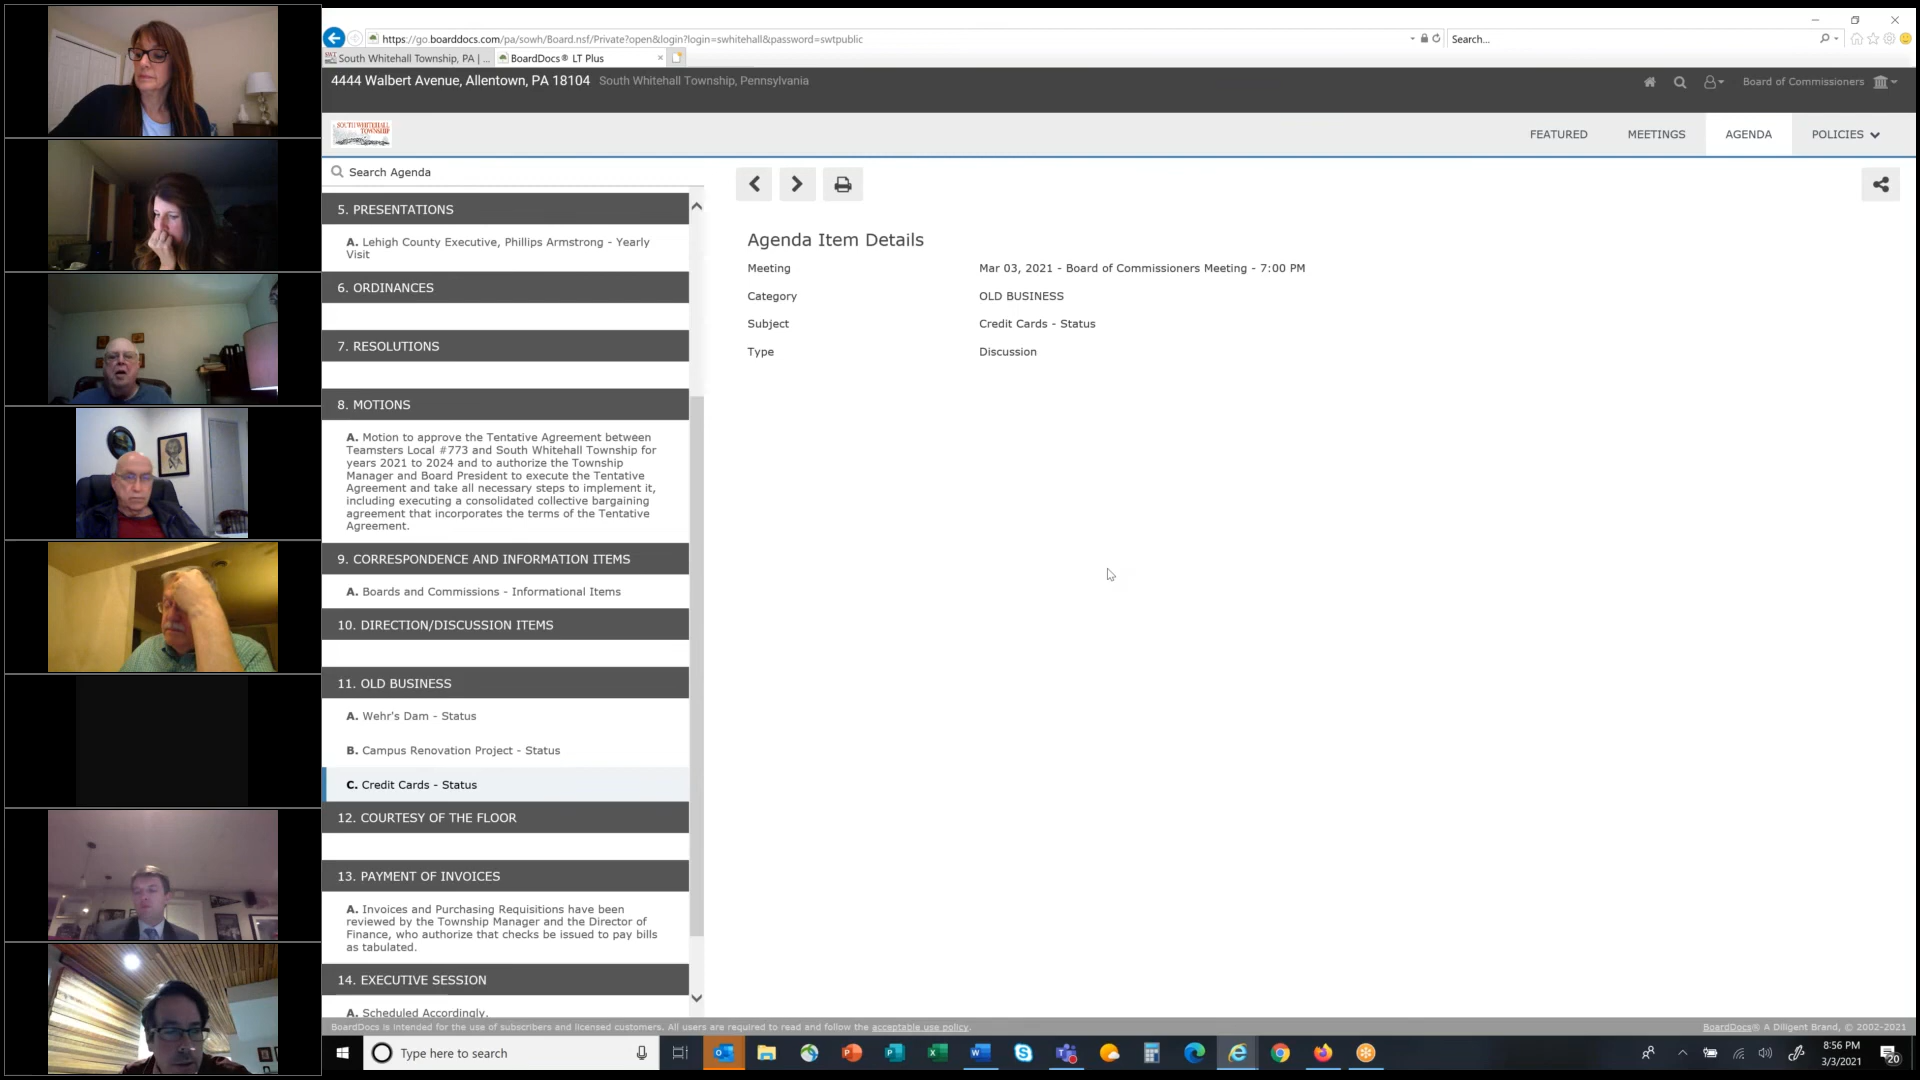 https://go.boarddocs.com/pa/sowh/Board.nsf/Private?open&login?login=swhitehall&password=swtpublic
Search...
South Whitehall Township, PA | ...
BoardDocs® LT Plus
4444 Walbert Avenue, Allentown, PA 18104 South Whitehall Township, Pennsylvania
Board of Commissioners
SOUTH WHITEHALL
TOWNSHIP
FEATURED
MEETINGS
AGENDA
POLICIES
Search Agenda
5. PRESENTATIONS
A. Lehigh County Executive, Phillips Armstrong - Yearly
Visit
6. ORDINANCES
7. RESOLUTIONS
8. MOTIONS
A. Motion to approve the Tentative Agreement between
Teamsters Local #773 and South Whitehall Township for
years 2021 to 2024 and to authorize the Township
Manager and Board President to execute the Tentative
Agreement and take all necessary steps to implement it,
including executing a consolidated collective bargaining
agreement that incorporates the terms of the Tentative
Agreement.
9. CORRESPONDENCE AND INFORMATION ITEMS
A. Boards and Commissions - Informational Items
10. DIRECTION/DISCUSSION ITEMS
11. OLD BUSINESS
A. Wehr's Dam - Status
B. Campus Renovation Project - Status
C. Credit Cards - Status
12. COURTESY OF THE FLOOR
13. PAYMENT OF INVOICES
A. Invoices and Purchasing Requisitions have been
reviewed by the Township Manager and the Director of
Finance, who authorize that checks be issued to pay bills
as tabulated.
14. EXECUTIVE SESSION
A. Scheduled Accordingly.
Agenda Item Details
Meeting Mar 03, 2021 - Board of Commissioners Meeting - 7:00 PM
Category OLD BUSINESS
Subject Credit Cards - Status
Type Discussion
BoardDocs is intended for the use of subscribers and licensed customers. All users are required to read and follow the acceptable use policy.
BoardDocs® A Diligent Brand, © 2002-2021
Type here to search
8:56 PM
3/3/2021
20